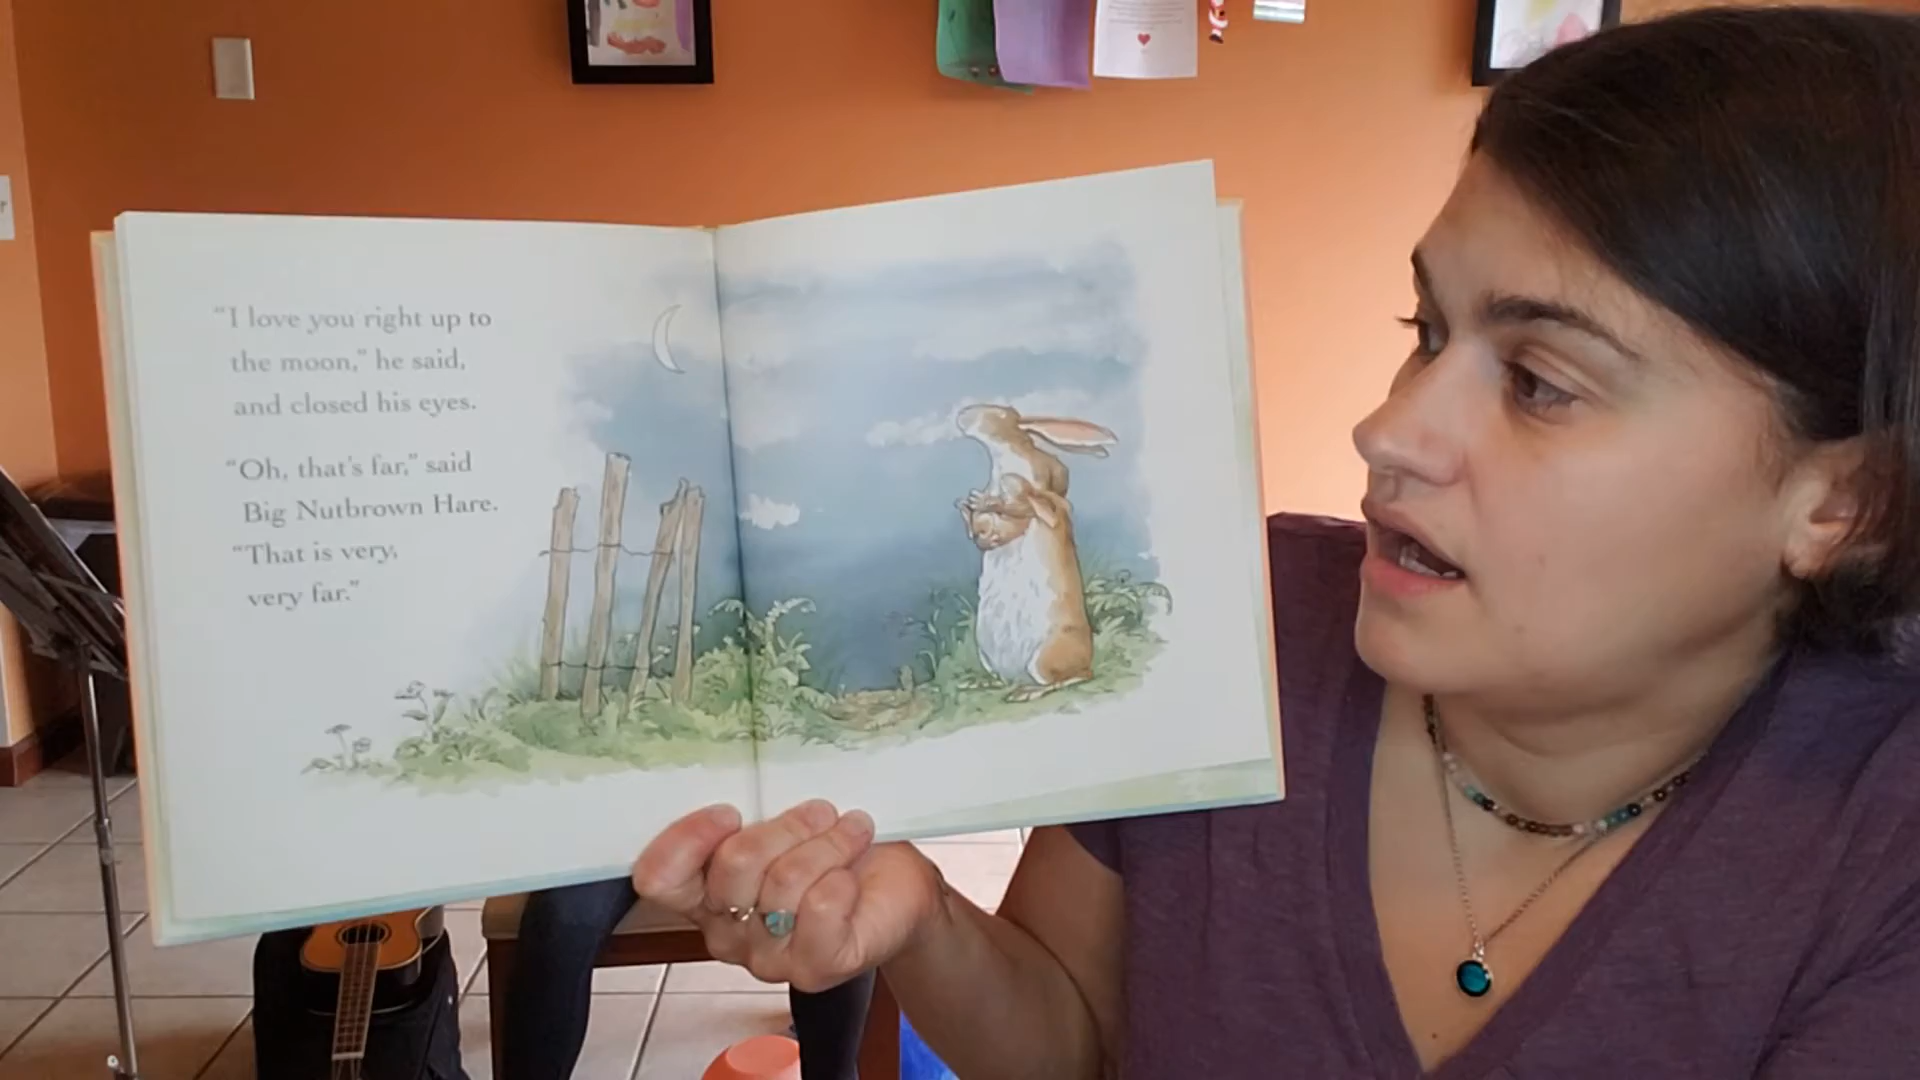 “I love you right up to
the moon,” he said,
and closed his eyes.
“Oh, that’s far,” said
Big Nutbrown Hare.
“That is very,
very far.”